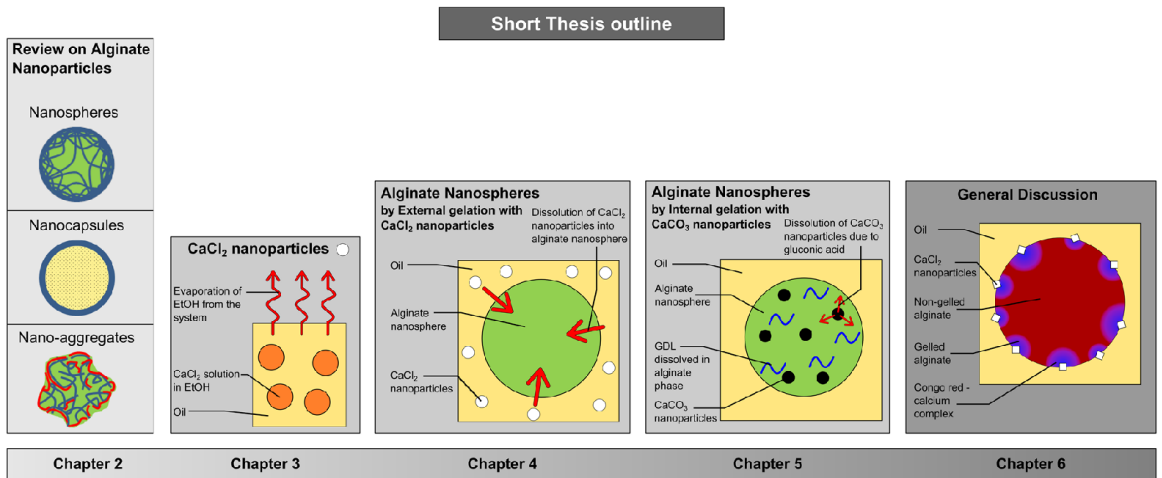 Short Thesis outline
Review on Alginate
Nanoparticles
Nanospheres
Nanocapsules
Nano-aggregates
CaCl₂ nanoparticles
Evaporation of
EtOH from the
system
CaCl₂ solution
in EtOH
Oil
Alginate Nanospheres
by External gelation with
CaCl₂ nanoparticles
Dissolution of CaCl₂
nanoparticles into
alginate nanosphere
Oil
Alginate
nanosphere
CaCl₂
nanoparticles
Alginate Nanospheres
by Internal gelation with
CaCO₃ nanoparticles
Dissolution of CaCO₃
nanoparticles due to
gluconic acid
Oil
Alginate
nanosphere
GDL
dissolved in
alginate
phase
CaCO₃
nanoparticles
General Discussion
Oil
CaCl₂
nanoparticles
Non-gelled
alginate
Gelled
alginate
Congo red -
calcium
complex
Chapter 2
Chapter 3
Chapter 4
Chapter 5
Chapter 6